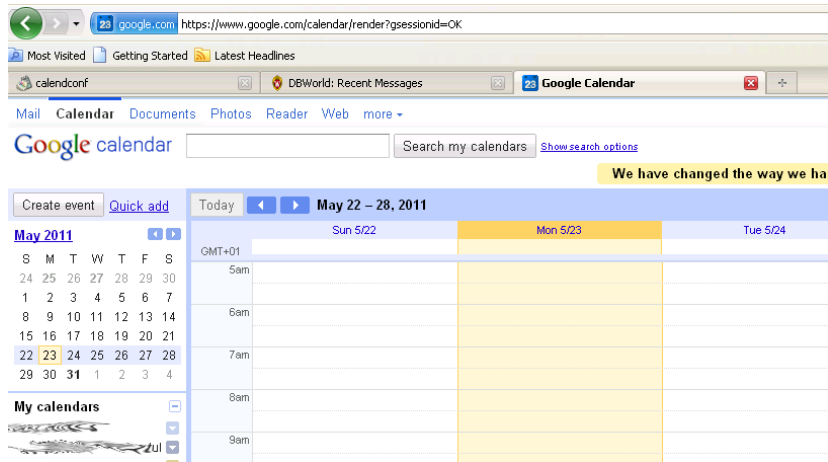 23 google.com https://www.google.com/calendar/render?gsessionid=OK
Most Visited Getting Started Latest Headlines
calendconf DBWorld: Recent Messages 23 Google Calendar
Mail Calendar Documents Photos Reader Web more
Google calendar Search my calendars Show search options
We have changed the way we ha
Create event Quick add Today May 22 – 28, 2011
May 2011 Sun 5/22 Mon 5/23 Tue 5/24
S M T W T F S GMT+01
24 25 26 27 28 29 30 5am
1 2 3 4 5 6 7
8 9 10 11 12 13 14 6am
15 16 17 18 19 20 21
22 23 24 25 26 27 28 7am
29 30 31 1 2 3 4
8am
My calendars
tul 9am